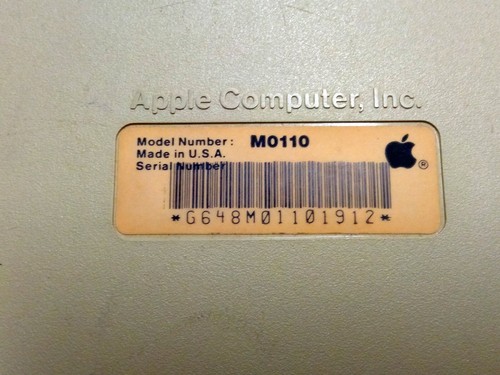 Apple Computer, Inc.
Model Number: M0110
Made in U.S.A.
Serial Number
*G648M01101912*
®